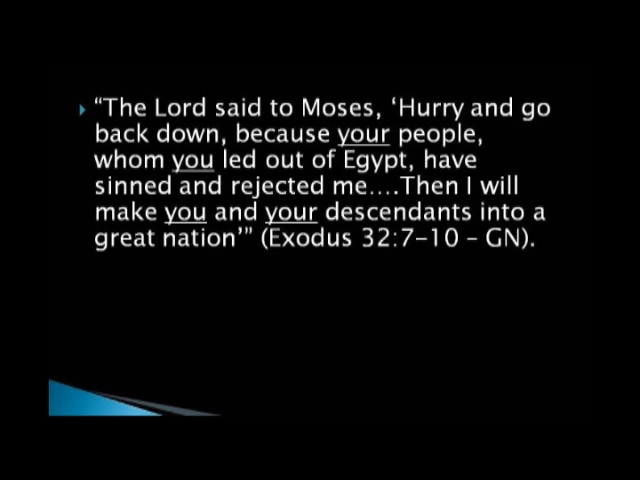 “The Lord said to Moses, ‘Hurry and go
back down, because your people,
whom you led out of Egypt, have
sinned and rejected me....Then I will
make you and your descendants into a
great nation’” (Exodus 32:7–10 – GN).